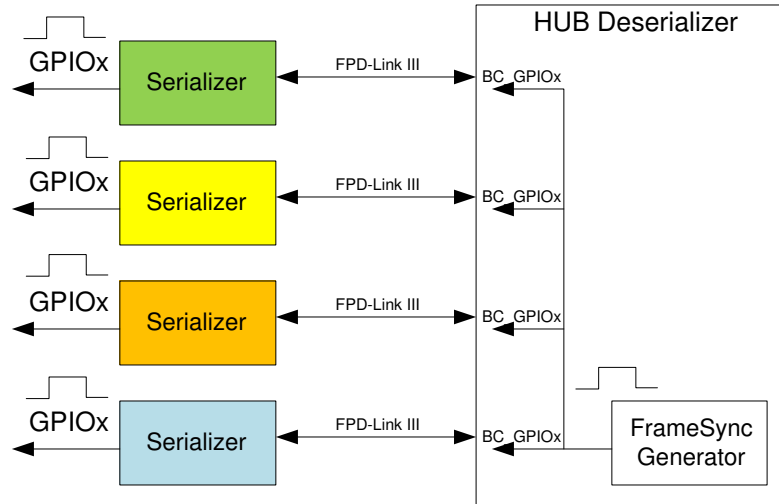 HUB Deserializer
GPIOx
Serializer
FPD-Link III
BC_GPIOx
GPIOx
Serializer
FPD-Link III
BC_GPIOx
GPIOx
Serializer
FPD-Link III
BC_GPIOx
GPIOx
Serializer
FPD-Link III
BC_GPIOx
FrameSync
Generator